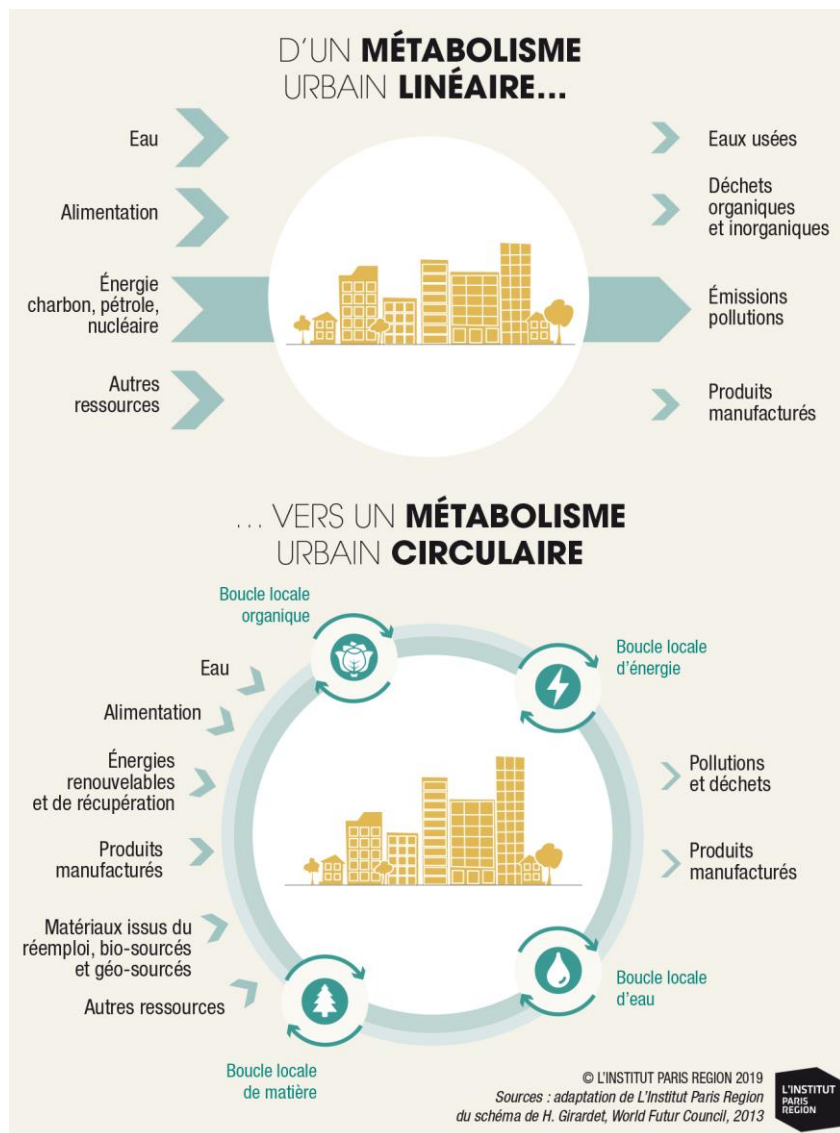 D'UN MÉTABOLISME
URBAIN LINÉAIRE...
Eau
Alimentation
Énergie
charbon, pétrole,
nucléaire
Autres
ressources
Eaux usées
Déchets
organiques
et inorganiques
Émissions
pollutions
Produits
manufacturés
... VERS UN MÉTABOLISME
URBAIN CIRCULAIRE
Boucle locale
organique
Boucle locale
d'énergie
Eau
Alimentation
Énergies
renouvelables
et de récupération
Produits
manufacturés
Matériaux issus du
réemploi, bio-sourcés
et géo-sourcés
Autres ressources
Pollutions
et déchets
Produits
manufacturés
Boucle locale
d'eau
Boucle locale
de matière
© L'INSTITUT PARIS REGION 2019
Sources : adaptation de L'Institut Paris Region
du schéma de H. Girardet, World Futur Council, 2013
L'INSTITUT
PARIS
REGION